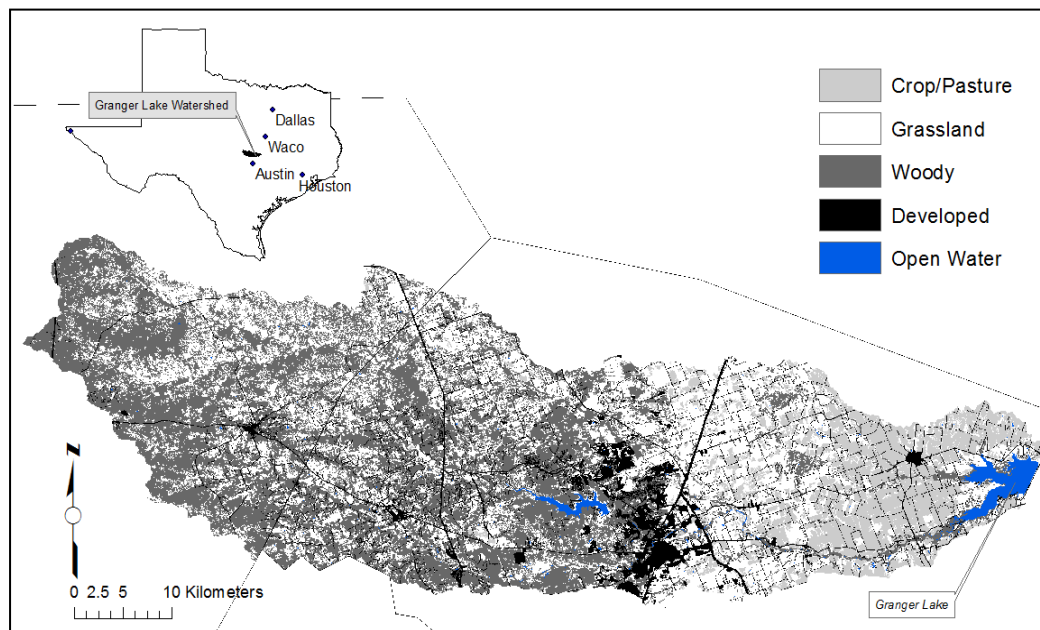 Granger Lake Watershed
Dallas
Waco
Austin
Houston
Crop/Pasture
Grassland
Woody
Developed
Open Water
N
0 2.5 5 10 Kilometers
Granger Lake